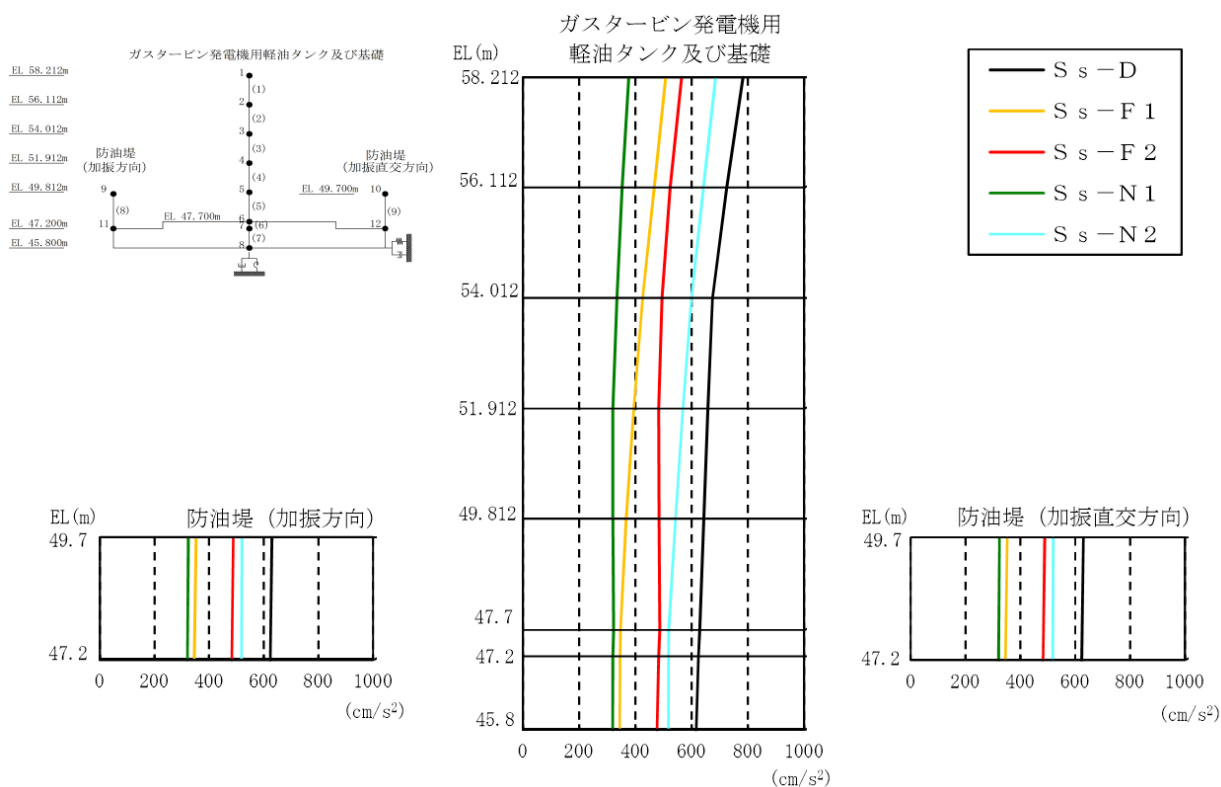 ガスタービン発電機用軽油タンク及び基礎
EL 58.212m
EL 56.112m
EL 54.012m
EL 51.912m
EL 49.812m
EL 47.200m
EL 45.800m
1
(1)
2
(2)
3
(3)
4
(4)
5
(5)
6
7
(6)
(7)
8
防油堤
(加振方向)
9
(8)
11
EL 47.700m
防油堤
(加振直交方向)
EL 49.700m
10
(9)
12
ガスタービン発電機用
軽油タンク及び基礎
EL(m)
58.212
56.112
54.012
51.912
49.812
47.7
47.2
45.8
0 200 400 600 800 1000
(cm/s²)
Ss-D
Ss-F1
Ss-F2
Ss-N1
Ss-N2
EL(m)
防油堤 (加振方向)
49.7
47.2
0 200 400 600 800 1000
(cm/s²)
EL(m)
防油堤 (加振直交方向)
49.7
47.2
0 200 400 600 800 1000
(cm/s²)